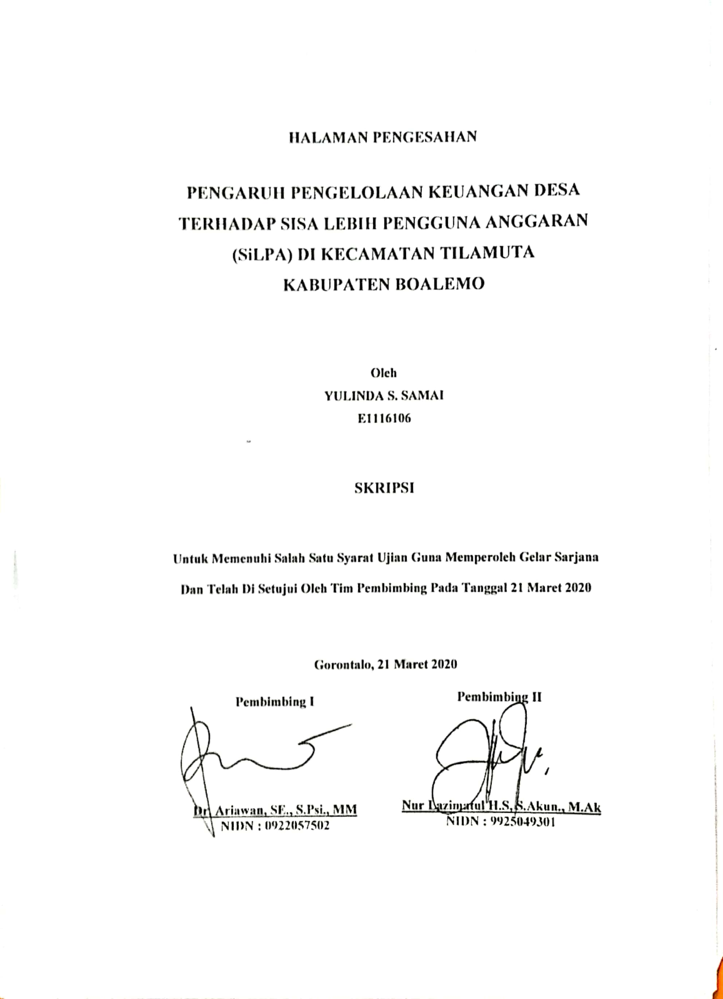 HALAMAN PENGESAHAN
PENGARUH PENGELOLAAN KEUANGAN DESA
TERHADAP SISA LEBIH PENGGUNA ANGGARAN
(SiLPA) DI KECAMATAN TILAMUTA
KABUPATEN BOALEMO
Oleh
YULINDA S. SAMAI
E1116106
SKRIPSI
Untuk Memenuhi Salah Satu Syarat Ujian Guna Memperoleh Gelar Sarjana
Dan Telah Di Setujui Oleh Tim Pembimbing Pada Tanggal 21 Maret 2020
Gorontalo, 21 Maret 2020
Pembimbing I
Pembimbing II
Dr. Ariawan, SE., S.Psi., MM
NIDN : 0922057502
Nur Lazimatul H.S, S.Akun., M.Ak
NIDN : 9925049301